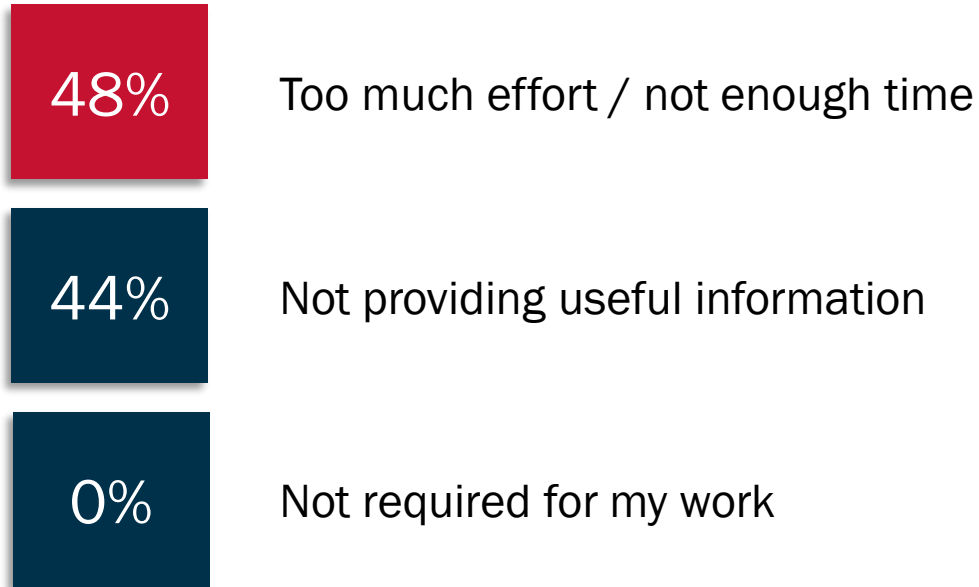 48%
Too much effort / not enough time
44%
Not providing useful information
0%
Not required for my work